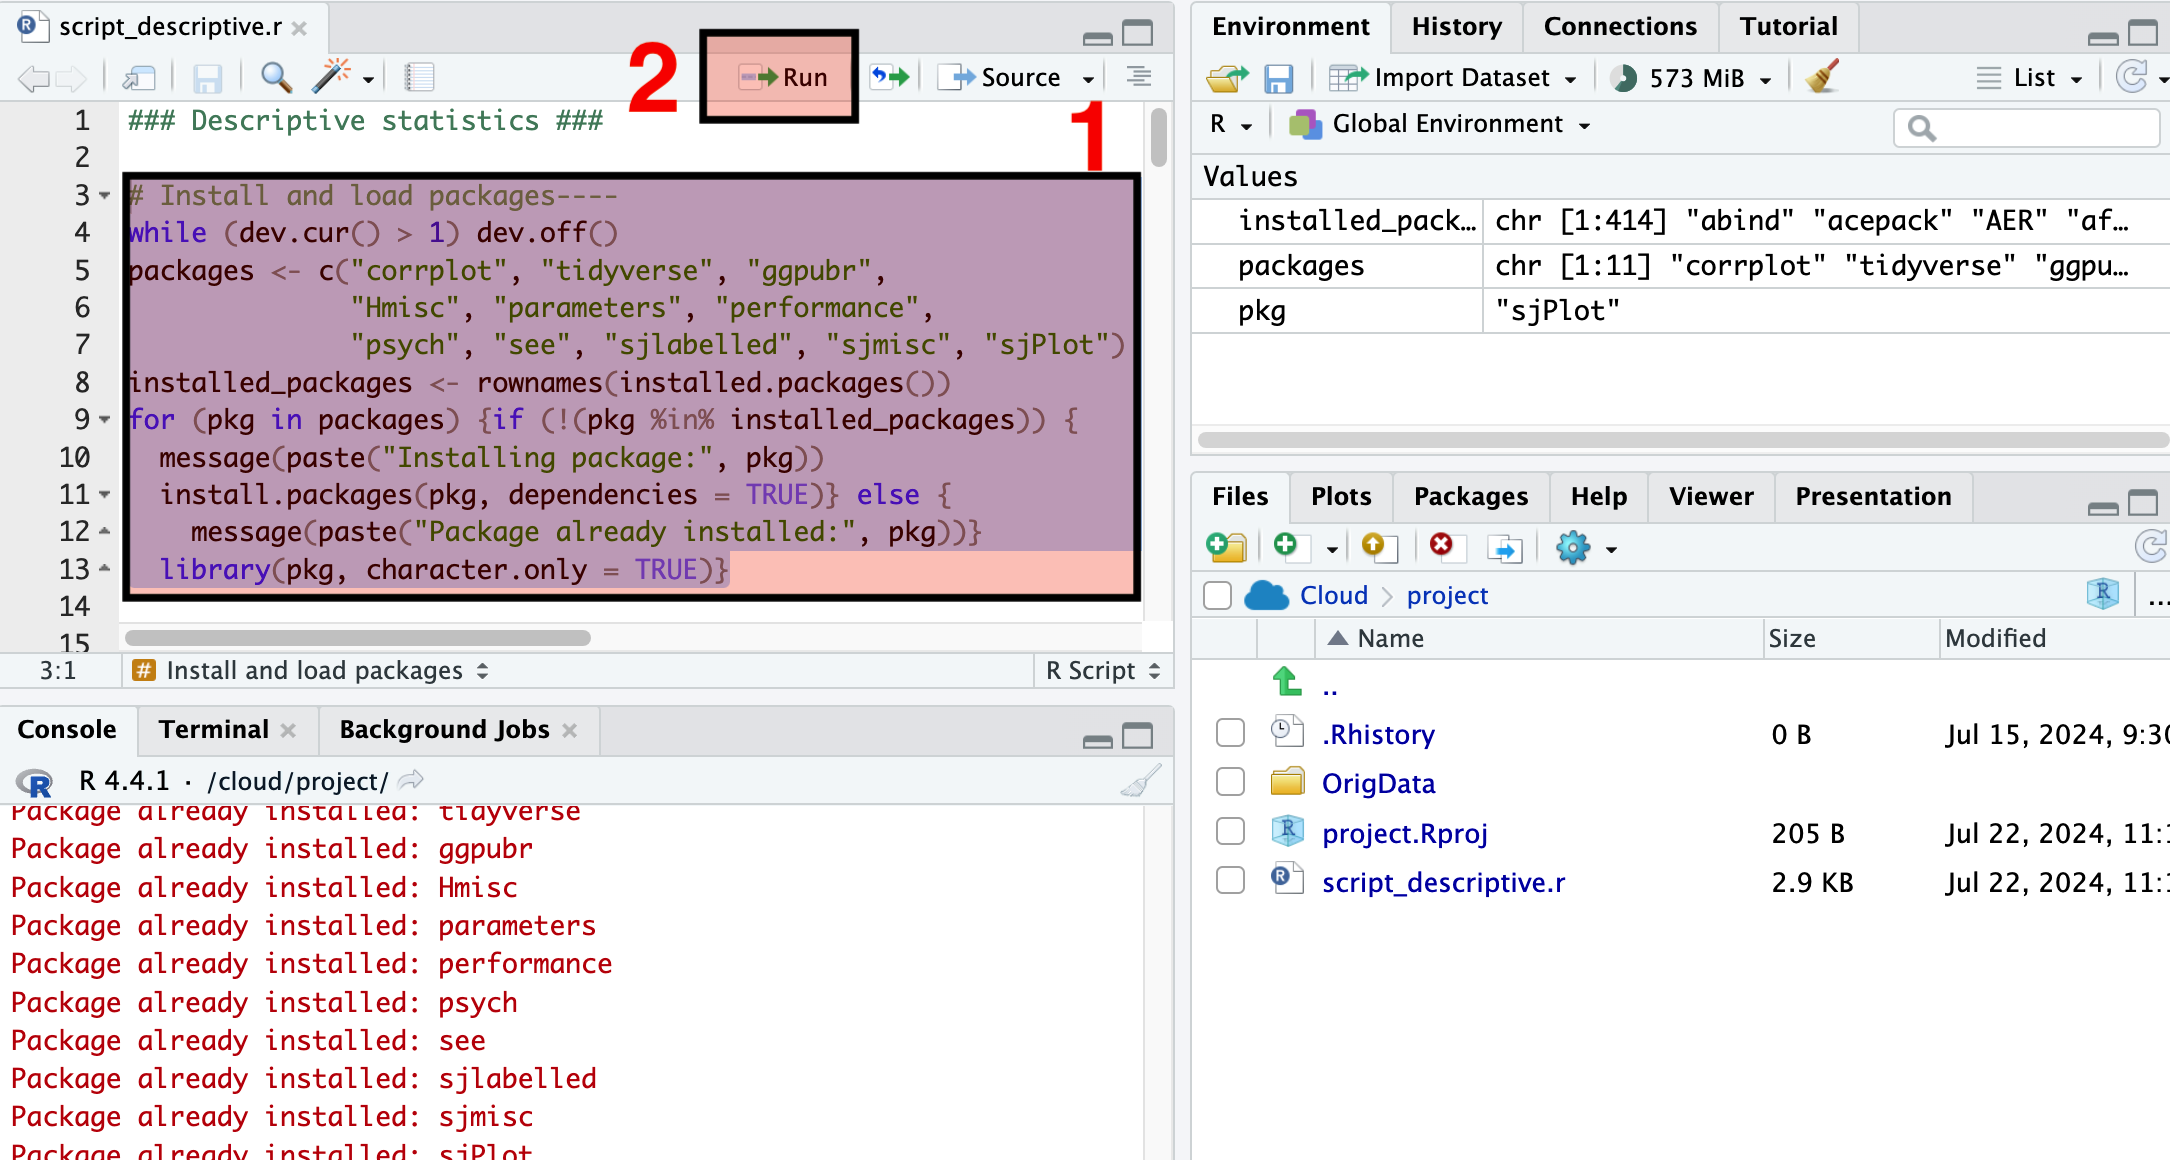 script_descriptive.r
2
Run
Source
1
1 ### Descriptive statistics ###
2
3 # Install and load packages----
4 while (dev.cur() > 1) dev.off()
5 packages <- c("corrplot", "tidyverse", "ggpubr",
6 "Hmisc", "parameters", "performance",
7 "psych", "see", "sjlabelled", "sjmisc", "sjPlot")
8 installed_packages <- rownames(installed.packages())
9 for (pkg in packages) {if (!(pkg %in% installed_packages)) {
10 message(paste("Installing package:", pkg))
11 install.packages(pkg, dependencies = TRUE)} else {
12 message(paste("Package already installed:", pkg))}
13 library(pkg, character.only = TRUE)}
14
15
3:1 # Install and load packages R Script
Console Terminal Background Jobs
R 4.4.1 · /cloud/project/
Package already installed: tidyverse
Package already installed: ggpubr
Package already installed: Hmisc
Package already installed: parameters
Package already installed: performance
Package already installed: psych
Package already installed: see
Package already installed: sjlabelled
Package already installed: sjmisc
Package already installed: sjPlot
Environment History Connections Tutorial
Import Dataset 573 MiB List
R Global Environment
Values
installed_pack… chr [1:414] "abind" "acepack" "AER" "af…
packages chr [1:11] "corrplot" "tidyverse" "ggpu…
pkg "sjPlot"
Files Plots Packages Help Viewer Presentation
Cloud project R …
Name Size Modified
..
.Rhistory 0 B Jul 15, 2024, 9:30
OrigData
project.Rproj 205 B Jul 22, 2024, 11:1
script_descriptive.r 2.9 KB Jul 22, 2024, 11:1